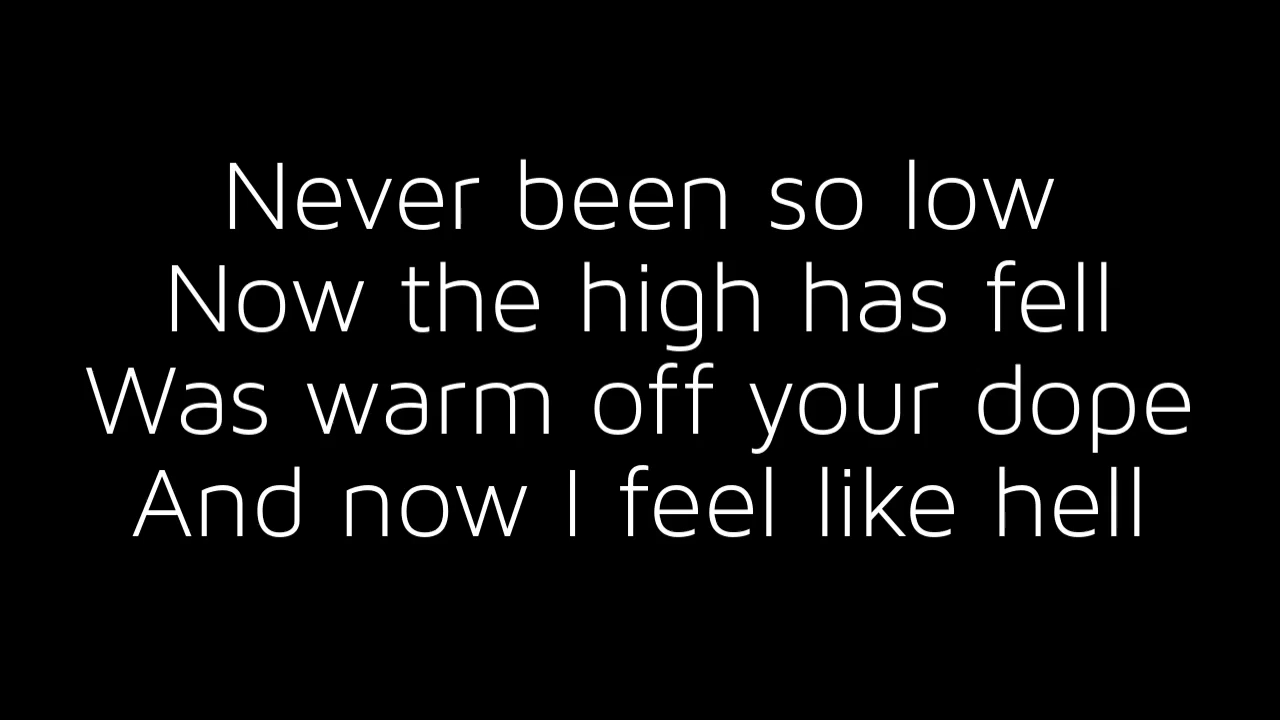 Never been so low
Now the high has fell
Was warm off your dope
And now I feel like hell